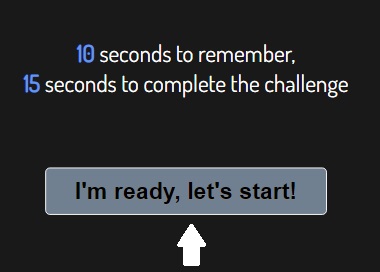 10 seconds to remember,
15 seconds to complete the challenge
I'm ready, let's start!